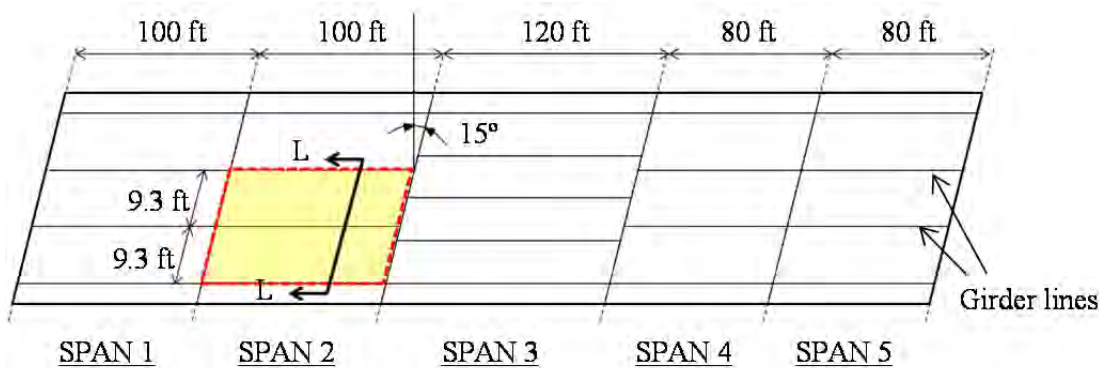 100 ft 100 ft 120 ft 80 ft 80 ft
15º
L
9.3 ft
9.3 ft
L
Girder lines
SPAN 1 SPAN 2 SPAN 3 SPAN 4 SPAN 5